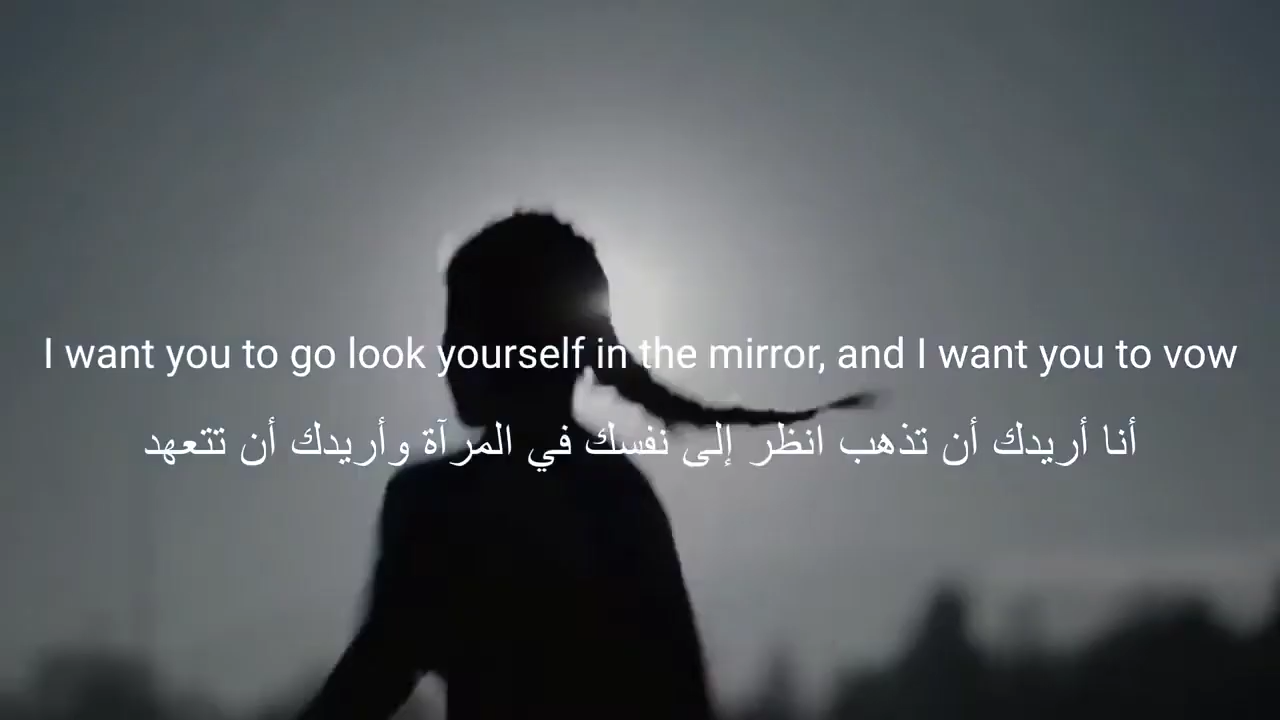 I want you to go look yourself in the mirror, and I want you to vow
أنا أريدك أن تذهب انظر إلى نفسك في المرآة وأريدك أن تتعهد